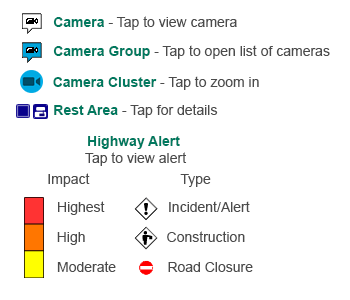 Camera - Tap to view camera
Camera Group - Tap to open list of cameras
Camera Cluster - Tap to zoom in
Rest Area - Tap for details
Highway Alert
Tap to view alert
Impact Type
Highest Incident/Alert
High Construction
Moderate Road Closure